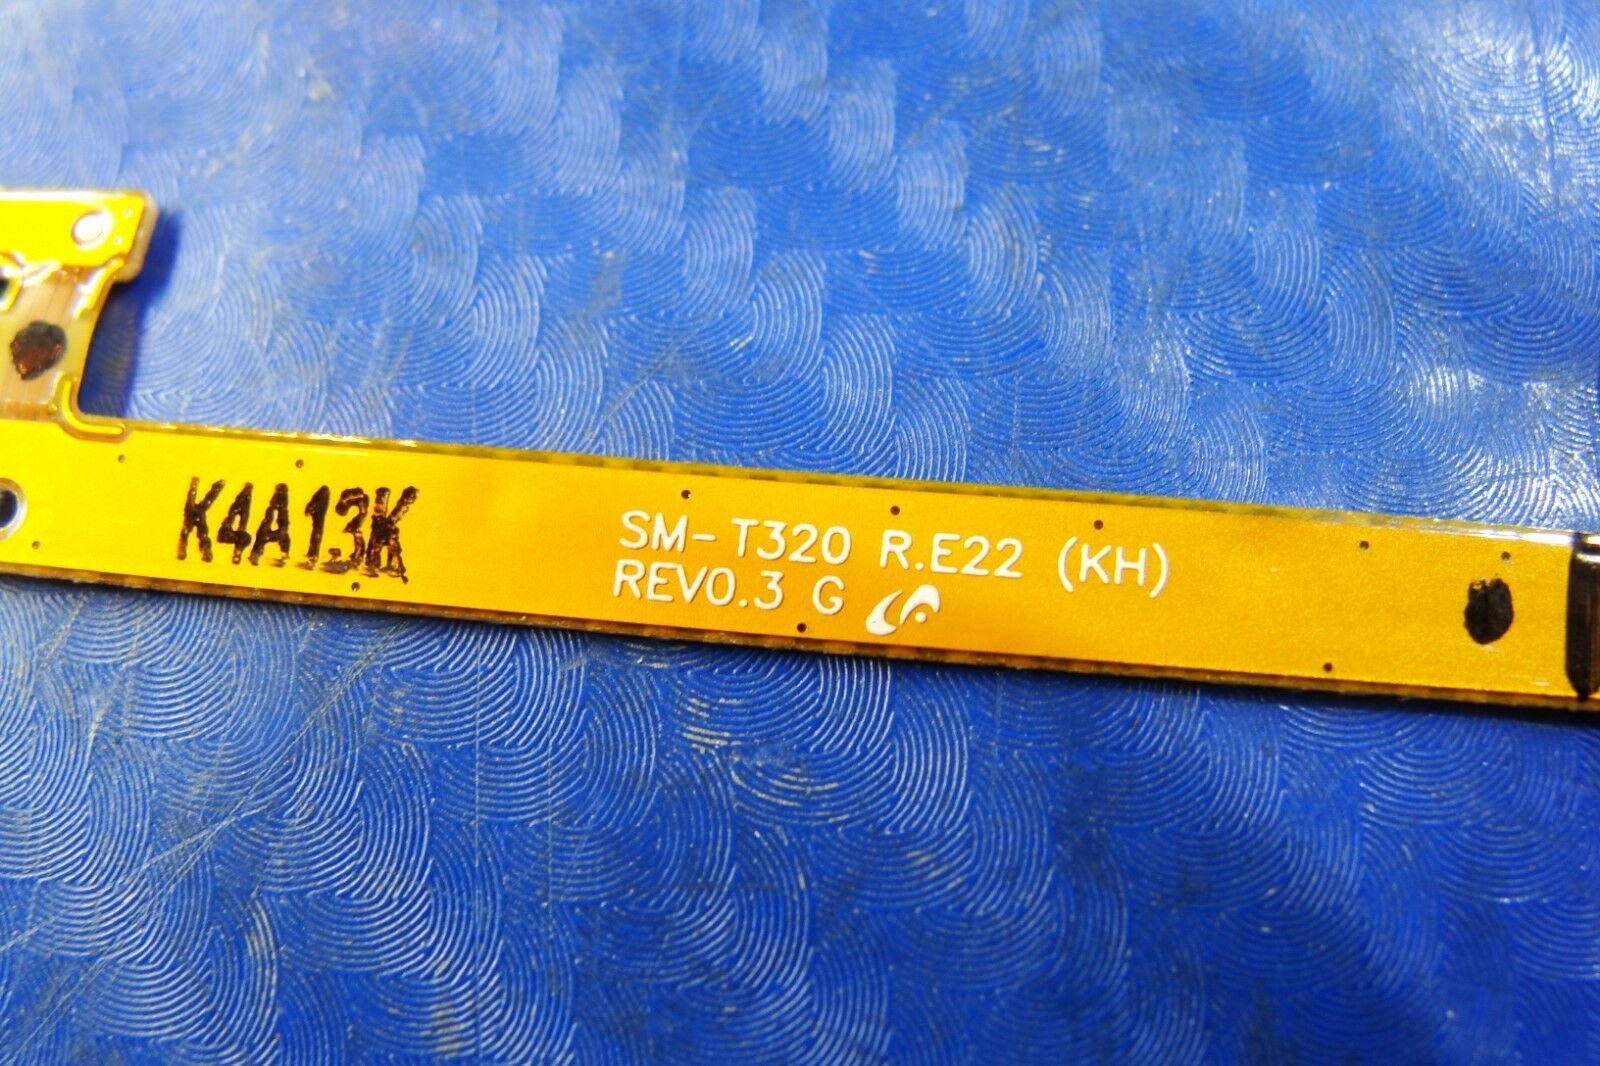 K4A13K
SM-T320 R.E22 (KH)
REV0.3 G